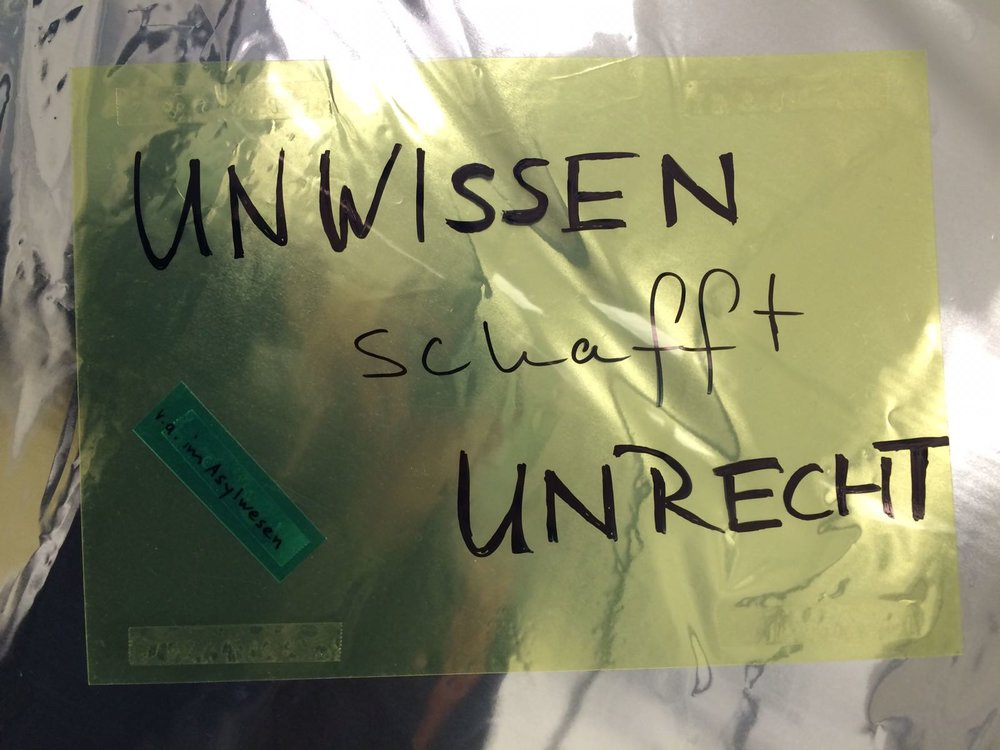 UNWISSEN
schafft
UNRECHT
v.a. im Asylwesen